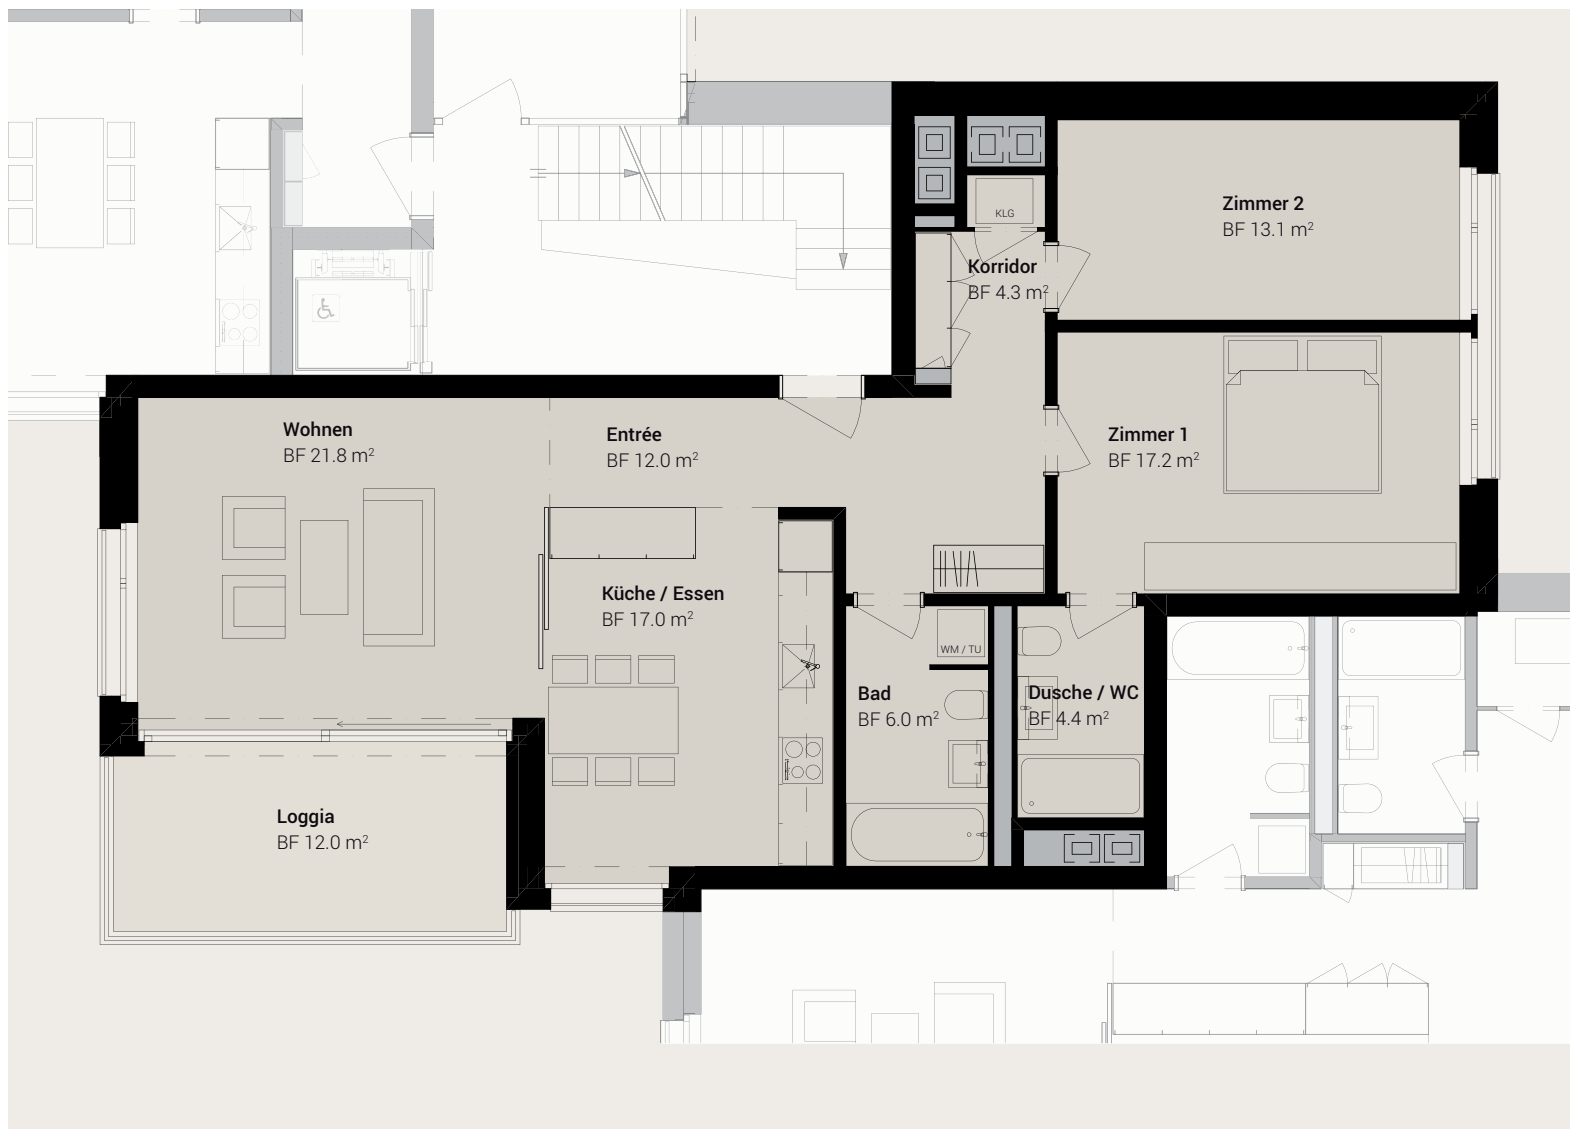 Zimmer 2
BF 13.1 m²
KLG
Korridor
BF 4.3 m²
Wohnen
BF 21.8 m²
Entrée
BF 12.0 m²
Zimmer 1
BF 17.2 m²
Küche / Essen
BF 17.0 m²
WM / TU
Bad
BF 6.0 m²
Dusche / WC
BF 4.4 m²
Loggia
BF 12.0 m²